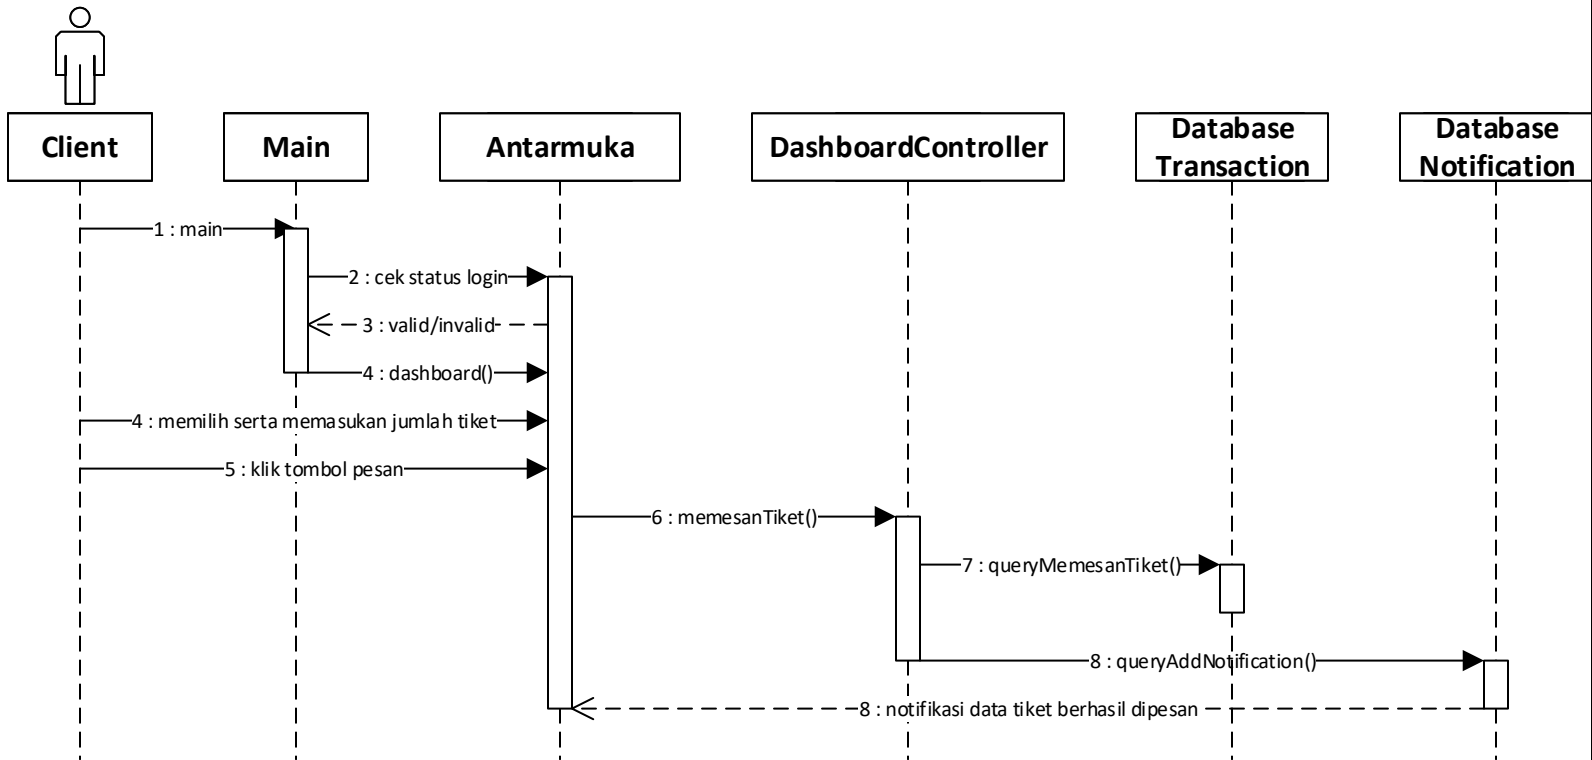 Client
Main
Antarmuka
DashboardController
Database
Transaction
Database
Notification
1 : main
2 : cek status login
3 : valid/invalid
4 : dashboard()
4 : memilih serta memasukan jumlah tiket
5 : klik tombol pesan
6 : memesanTiket()
7 : queryMemesanTiket()
8 : queryAddNotification()
8 : notifikasi data tiket berhasil dipesan